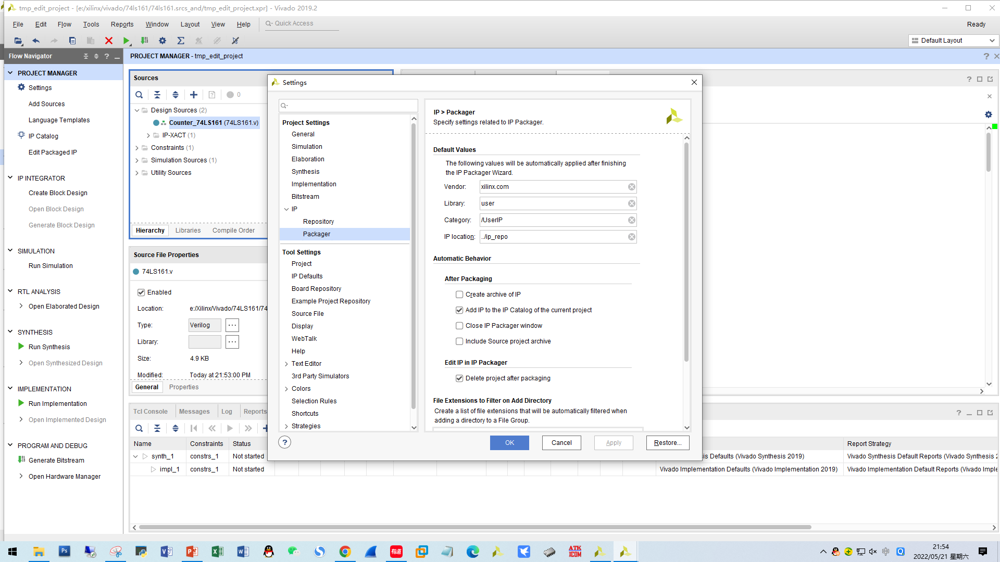 tmp_edit_project - [e:/xilinx/vivado/74ls161/74ls161.srcs_and/tmp_edit_project.xpr] - Vivado 2019.2
File Edit Flow Tools Reports Window Layout View Help Quick Access
Ready
Default Layout
Flow Navigator
PROJECT MANAGER - tmp_edit_project
PROJECT MANAGER
Settings
Add Sources
Language Templates
IP Catalog
Edit Packaged IP
IP INTEGRATOR
Create Block Design
Open Block Design
Generate Block Design
SIMULATION
Run Simulation
RTL ANALYSIS
Open Elaborated Design
SYNTHESIS
Run Synthesis
Open Synthesized Design
IMPLEMENTATION
Run Implementation
Open Implemented Design
PROGRAM AND DEBUG
Generate Bitstream
Open Hardware Manager
Sources
0
Design Sources (2)
Counter_74LS161 (74LS161.v)
IP-XACT (1)
Constraints (1)
Simulation Sources (1)
Utility Sources
Hierarchy Libraries Compile Order
Source File Properties
74LS161.v
Enabled
Location: e:/Xilinx/Vivado/74LS161/74
Type: Verilog ...
Library: ...
Size: 4.9 KB
Modified: Today at 21:53:00 PM
General Properties
Settings
Project Settings
General
Simulation
Elaboration
Synthesis
Implementation
Bitstream
IP
Repository
Packager
Tool Settings
Project
IP Defaults
Board Repository
Example Project Repository
Source File
Display
WebTalk
Help
Text Editor
3rd Party Simulators
Colors
Selection Rules
Shortcuts
Strategies
IP > Packager
Specify settings related to IP Packager.
Default Values
The following values will be automatically applied after finishing
the IP Packager Wizard.
Vendor: xilinx.com
Library: user
Category: /UserIP
IP location: ../ip_repo
Automatic Behavior
After Packaging
Create archive of IP
Add IP to the IP Catalog of the current project
Close IP Packager window
Include Source project archive
Edit IP in IP Packager
Delete project after packaging
File Extensions to Filter on Add Directory
Create a list of file extensions that will be automatically filtered when
adding a directory to a File Group.
OK Cancel Apply Restore...
Tcl Console Messages Log Reports
Name Constraints Status Report Strategy
synth_1 constrs_1 Not started sis Defaults (Vivado Synthesis 2019) Vivado Synthesis Default Reports (Vivado Synthesis 2
impl_1 constrs_1 Not started Vivado Implementation Defaults (Vivado Implementation 2019) Vivado Implementation Default Reports (Vivado Imple
Ps
有道
ATK
XCOM
中
21:54
2022/05/21 星期六